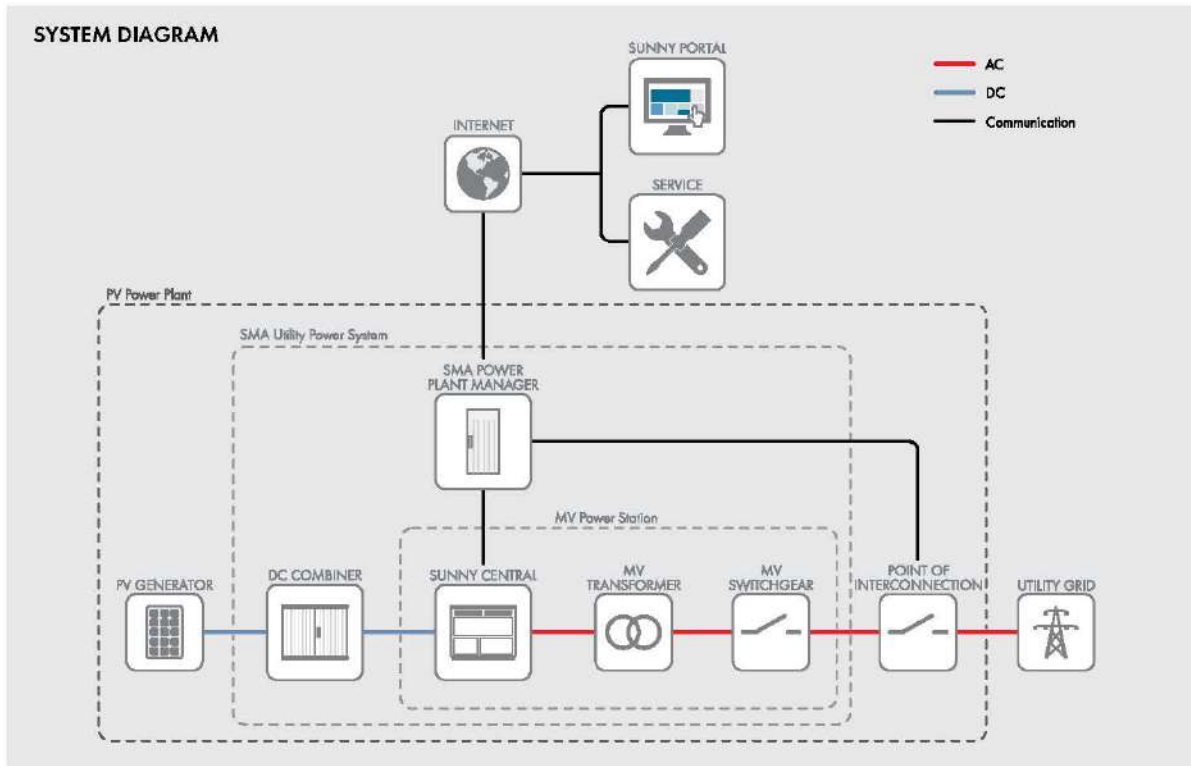 SYSTEM DIAGRAM
SUNNY PORTAL
AC
DC
Communication
INTERNET
SERVICE
PV Power Plant
SMA Utility Power System
SMA POWER
PLANT MANAGER
MV Power Station
PV GENERATOR
DC COMBINER
SUNNY CENTRAL
MV
TRANSFORMER
MV
SWITCHGEAR
POINT OF
INTERCONNECTION
UTILITY GRID